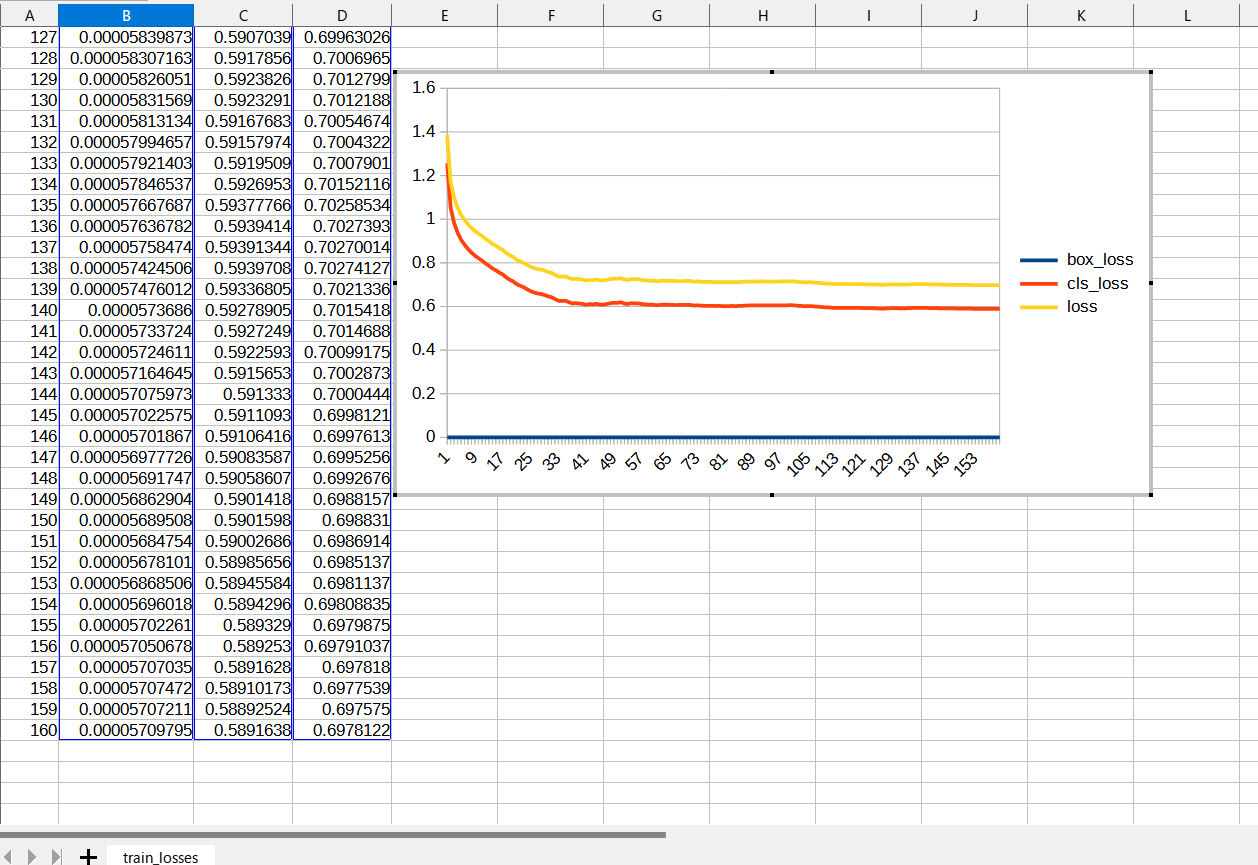 A B C D E F G H I J K L
127 0.00005839873 0.5907039 0.69963026
128 0.000058307163 0.5917856 0.7006965
129 0.00005826051 0.5923826 0.7012799
130 0.00005831569 0.5923291 0.7012188
131 0.00005813134 0.59167683 0.70054674
132 0.000057994657 0.59157974 0.7004322
133 0.000057921403 0.5919509 0.7007901
134 0.000057846537 0.5926953 0.70152116
135 0.000057667687 0.59377766 0.70258534
136 0.000057636782 0.5939414 0.7027393
137 0.00005758474 0.59391344 0.70270014
138 0.000057424506 0.5939708 0.70274127
139 0.000057476012 0.59336805 0.7021336
140 0.0000573686 0.59278905 0.7015418
141 0.00005733724 0.5927249 0.7014688
142 0.00005724611 0.5922593 0.70099175
143 0.000057164645 0.5915653 0.7002873
144 0.000057075973 0.591333 0.7000444
145 0.000057022575 0.5911093 0.6998121
146 0.00005701867 0.59106416 0.6997613
147 0.000056977726 0.59083587 0.6995256
148 0.00005691747 0.59058607 0.6992676
149 0.000056862904 0.5901418 0.6988157
150 0.00005689508 0.5901598 0.698831
151 0.00005684754 0.59002686 0.6986914
152 0.00005678101 0.58985656 0.6985137
153 0.000056868506 0.58945584 0.6981137
154 0.00005696018 0.5894296 0.69808835
155 0.00005702261 0.589329 0.6979875
156 0.000057050678 0.589253 0.69791037
157 0.00005707035 0.5891628 0.697818
158 0.00005707472 0.58910173 0.6977539
159 0.00005707211 0.58892524 0.697575
160 0.00005709795 0.5891638 0.6978122
1.6
1.4
1.2
1
0.8
0.6
0.4
0.2
0
1 9 17 25 33 41 49 57 65 73 81 89 97 105 113 121 129 137 145 153
box_loss
cls_loss
loss
train_losses